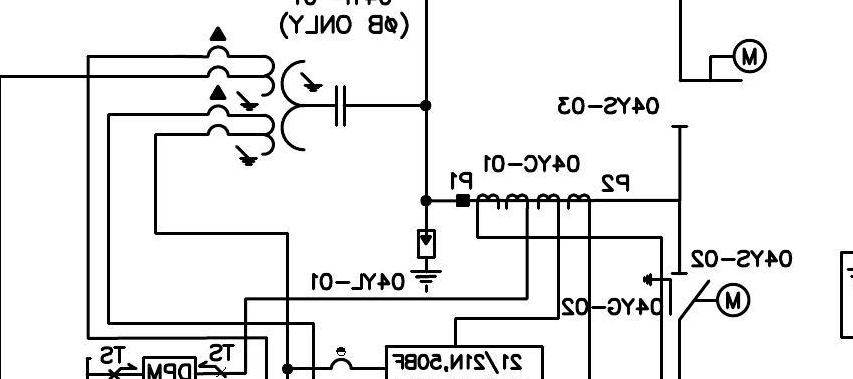 (ØB ONLY)
M
04YS-03
04YC-01
P1
P2
04YS-02
04YL-01
04YG-02
M
TS
TS
DPM
21/21N,50BF